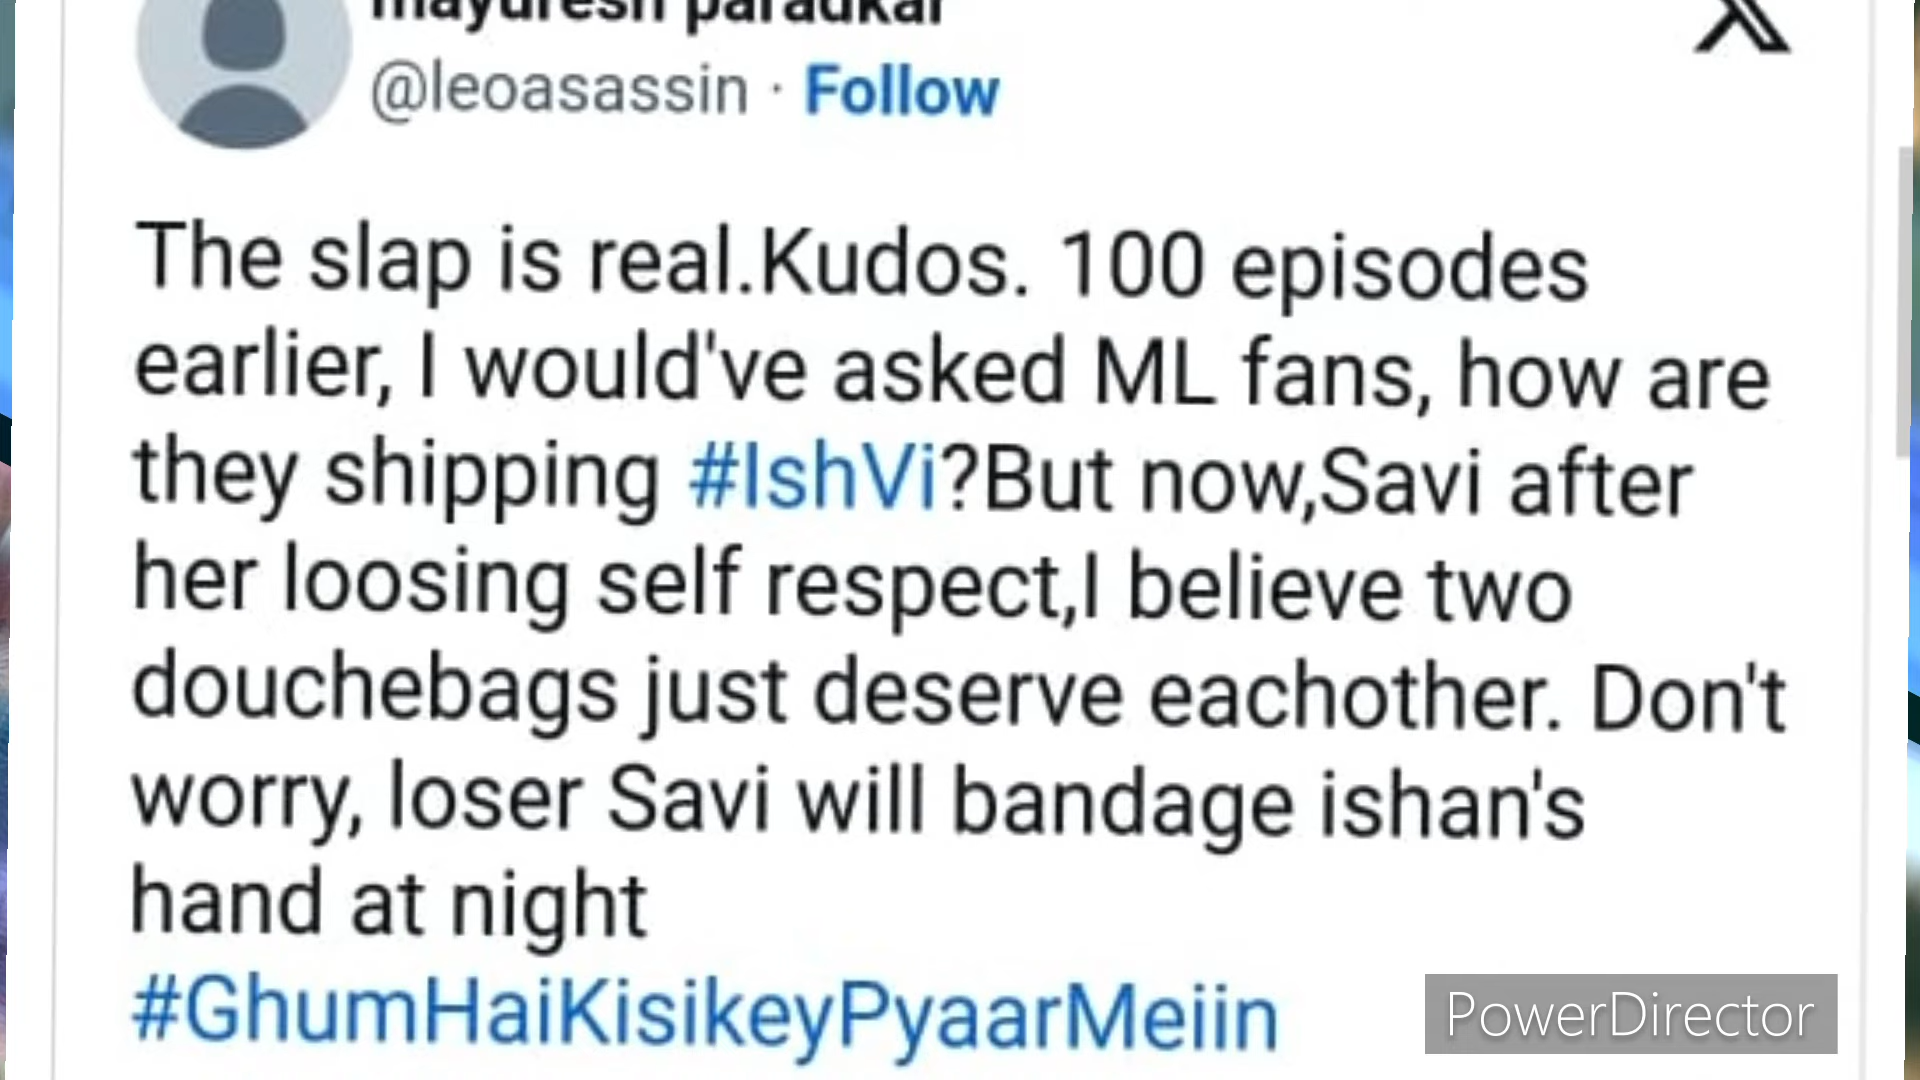 mayuresh paradkar
@leoasassin · Follow
The slap is real.Kudos. 100 episodes
earlier, I would've asked ML fans, how are
they shipping #IshVi?But now,Savi after
her loosing self respect,I believe two
douchebags just deserve eachother. Don't
worry, loser Savi will bandage ishan's
hand at night
#GhumHaiKisikeyPyaarMeiin
PowerDirector